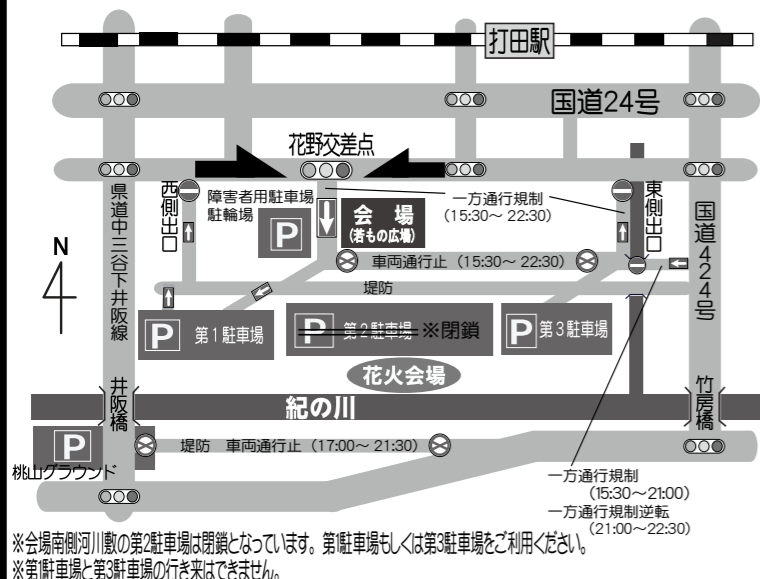 打田駅
国道24号
花野交差点
県道中三谷下井阪線
西側出口
障害者用駐車場
駐輪場
P
会場
(若もの広場)
一方通行規制
(15:30～22:30)
東側出口
国道424号
N
車両通行止 (15:30～22:30)
堤防
P 第1駐車場
P 第2駐車場 ※閉鎖
P 第3駐車場
花火会場
井阪橋
紀の川
竹房橋
P
桃山グラウンド
堤防 車両通行止 (17:00～21:30)
一方通行規制
(15:30～21:00)
一方通行規制逆転
(21:00～22:30)
※会場南側河川敷の第2駐車場は閉鎖となっています。第1駐車場もしくは第3駐車場をご利用ください。
※第1駐車場と第3駐車場の行き来はできません。